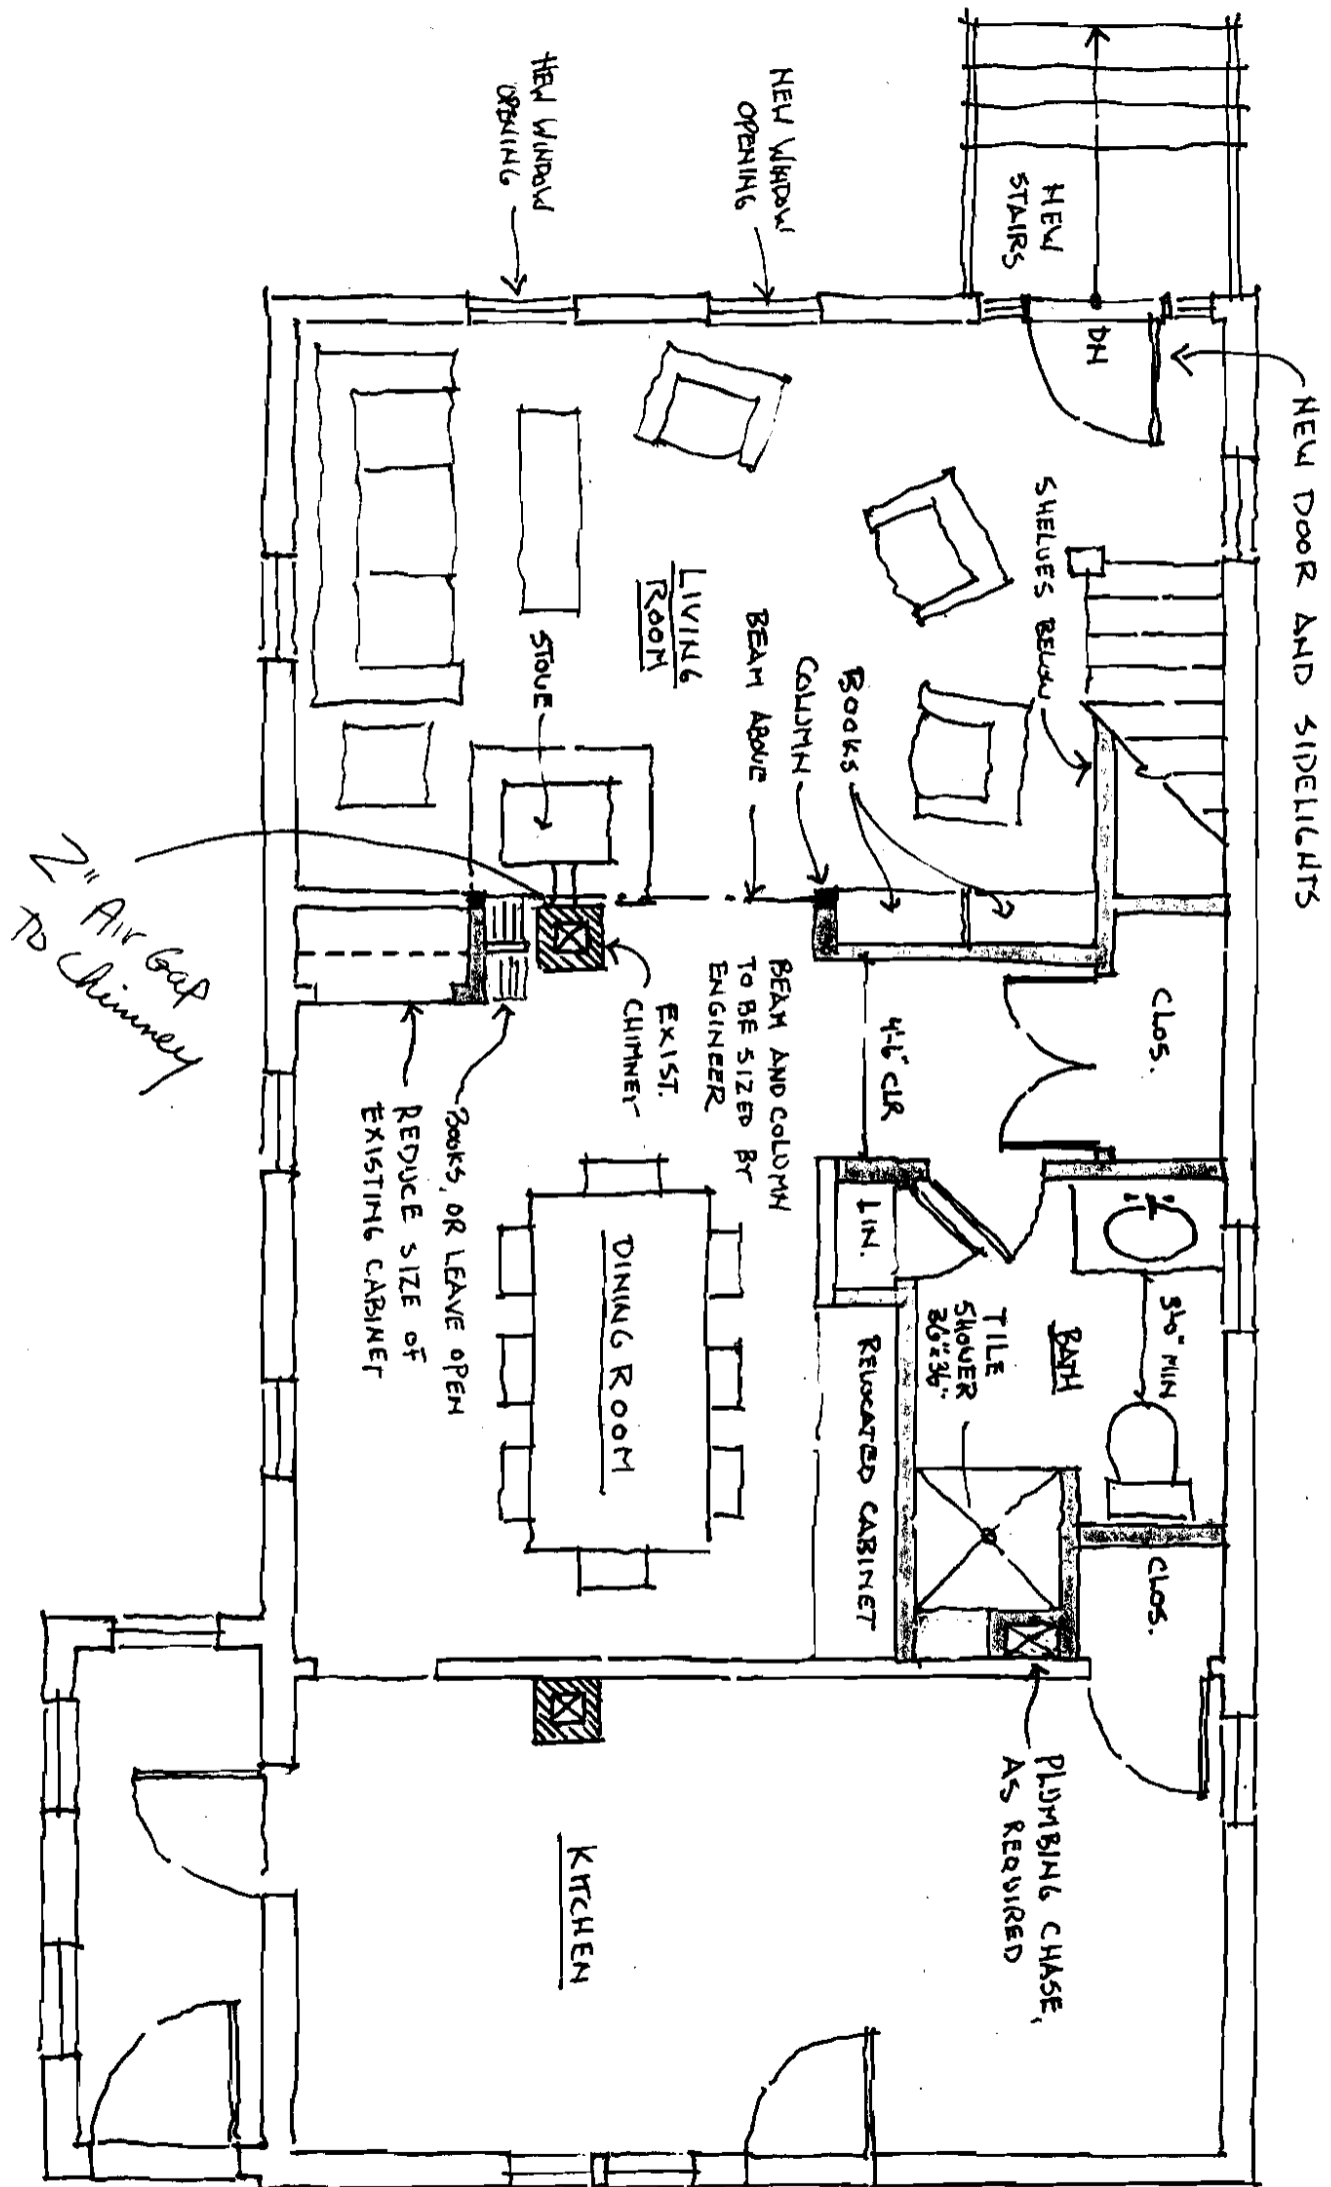 NEW DOOR AND SIDELIGHTS
NEW
STAIRS
DN
NEW WINDOW
OPENING
NEW WINDOW
OPENING
SHELVES BELOW
BOOKS
COLUMN
BEAM ABOVE
LIVING
ROOM
STOVE
2" Air Gap
to Chimney
CLOS.
4'-6" CLR
BEAM AND COLUMN
TO BE SIZED BY
ENGINEER
EXIST.
CHIMNEY
BOOKS, OR LEAVE OPEN
REDUCE SIZE OF
EXISTING CABINET
LIN.
3'-0" MIN
BATH
TILE
SHOWER
36"x36"
RELOCATED CABINET
DINING ROOM
CLOS.
PLUMBING CHASE,
AS REQUIRED
KITCHEN